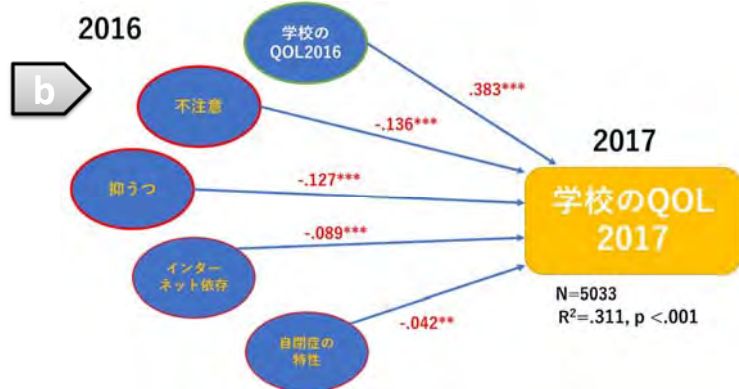 2016
b
学校の
QOL2016
.383***
不注意
-.136***
2017
抑うつ
-.127***
学校のQOL
2017
-.089***
インター
ネット依存
N=5033
R²=.311, p <.001
-.042**
自閉症の
特性